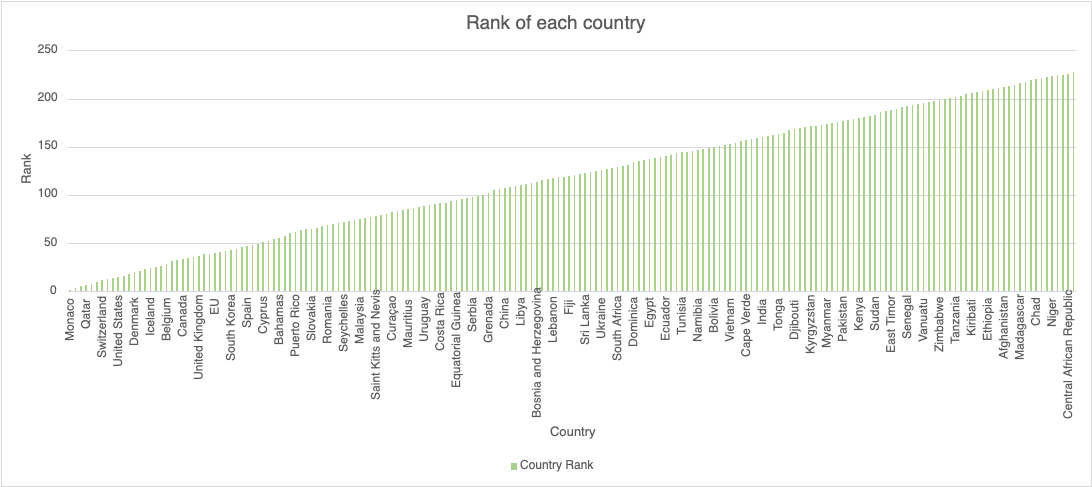 Rank of each country
250
200
150
100
50
0
Rank
Monaco
Qatar
Switzerland
United States
Denmark
Iceland
Belgium
Canada
United Kingdom
EU
South Korea
Spain
Cyprus
Bahamas
Puerto Rico
Slovakia
Romania
Seychelles
Malaysia
Saint Kitts and Nevis
Curaçao
Mauritius
Uruguay
Costa Rica
Equatorial Guinea
Serbia
Grenada
China
Libya
Bosnia and Herzegovina
Lebanon
Fiji
Sri Lanka
Ukraine
South Africa
Dominica
Egypt
Ecuador
Tunisia
Namibia
Bolivia
Vietnam
Cape Verde
India
Tonga
Djibouti
Kyrgyzstan
Myanmar
Pakistan
Kenya
Sudan
East Timor
Senegal
Vanuatu
Zimbabwe
Tanzania
Kiribati
Ethiopia
Afghanistan
Madagascar
Chad
Niger
Central African Republic
Country
Country Rank